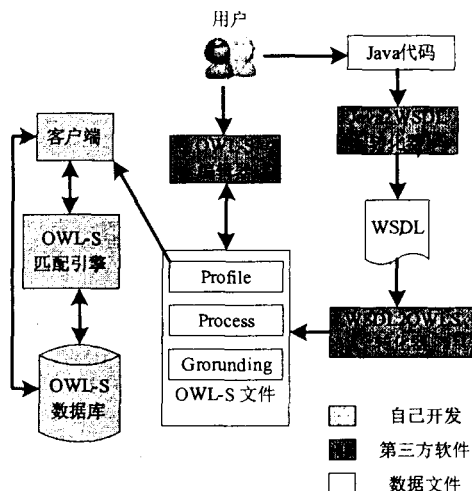 用户
Java代码
客户端
OWLS
WSDL
OWL-S
匹配引擎
Profile
Process
Grorunding
OWL-S 文件
WSDL2OWLS
OWL-S
数据库
自己开发
第三方软件
数据文件